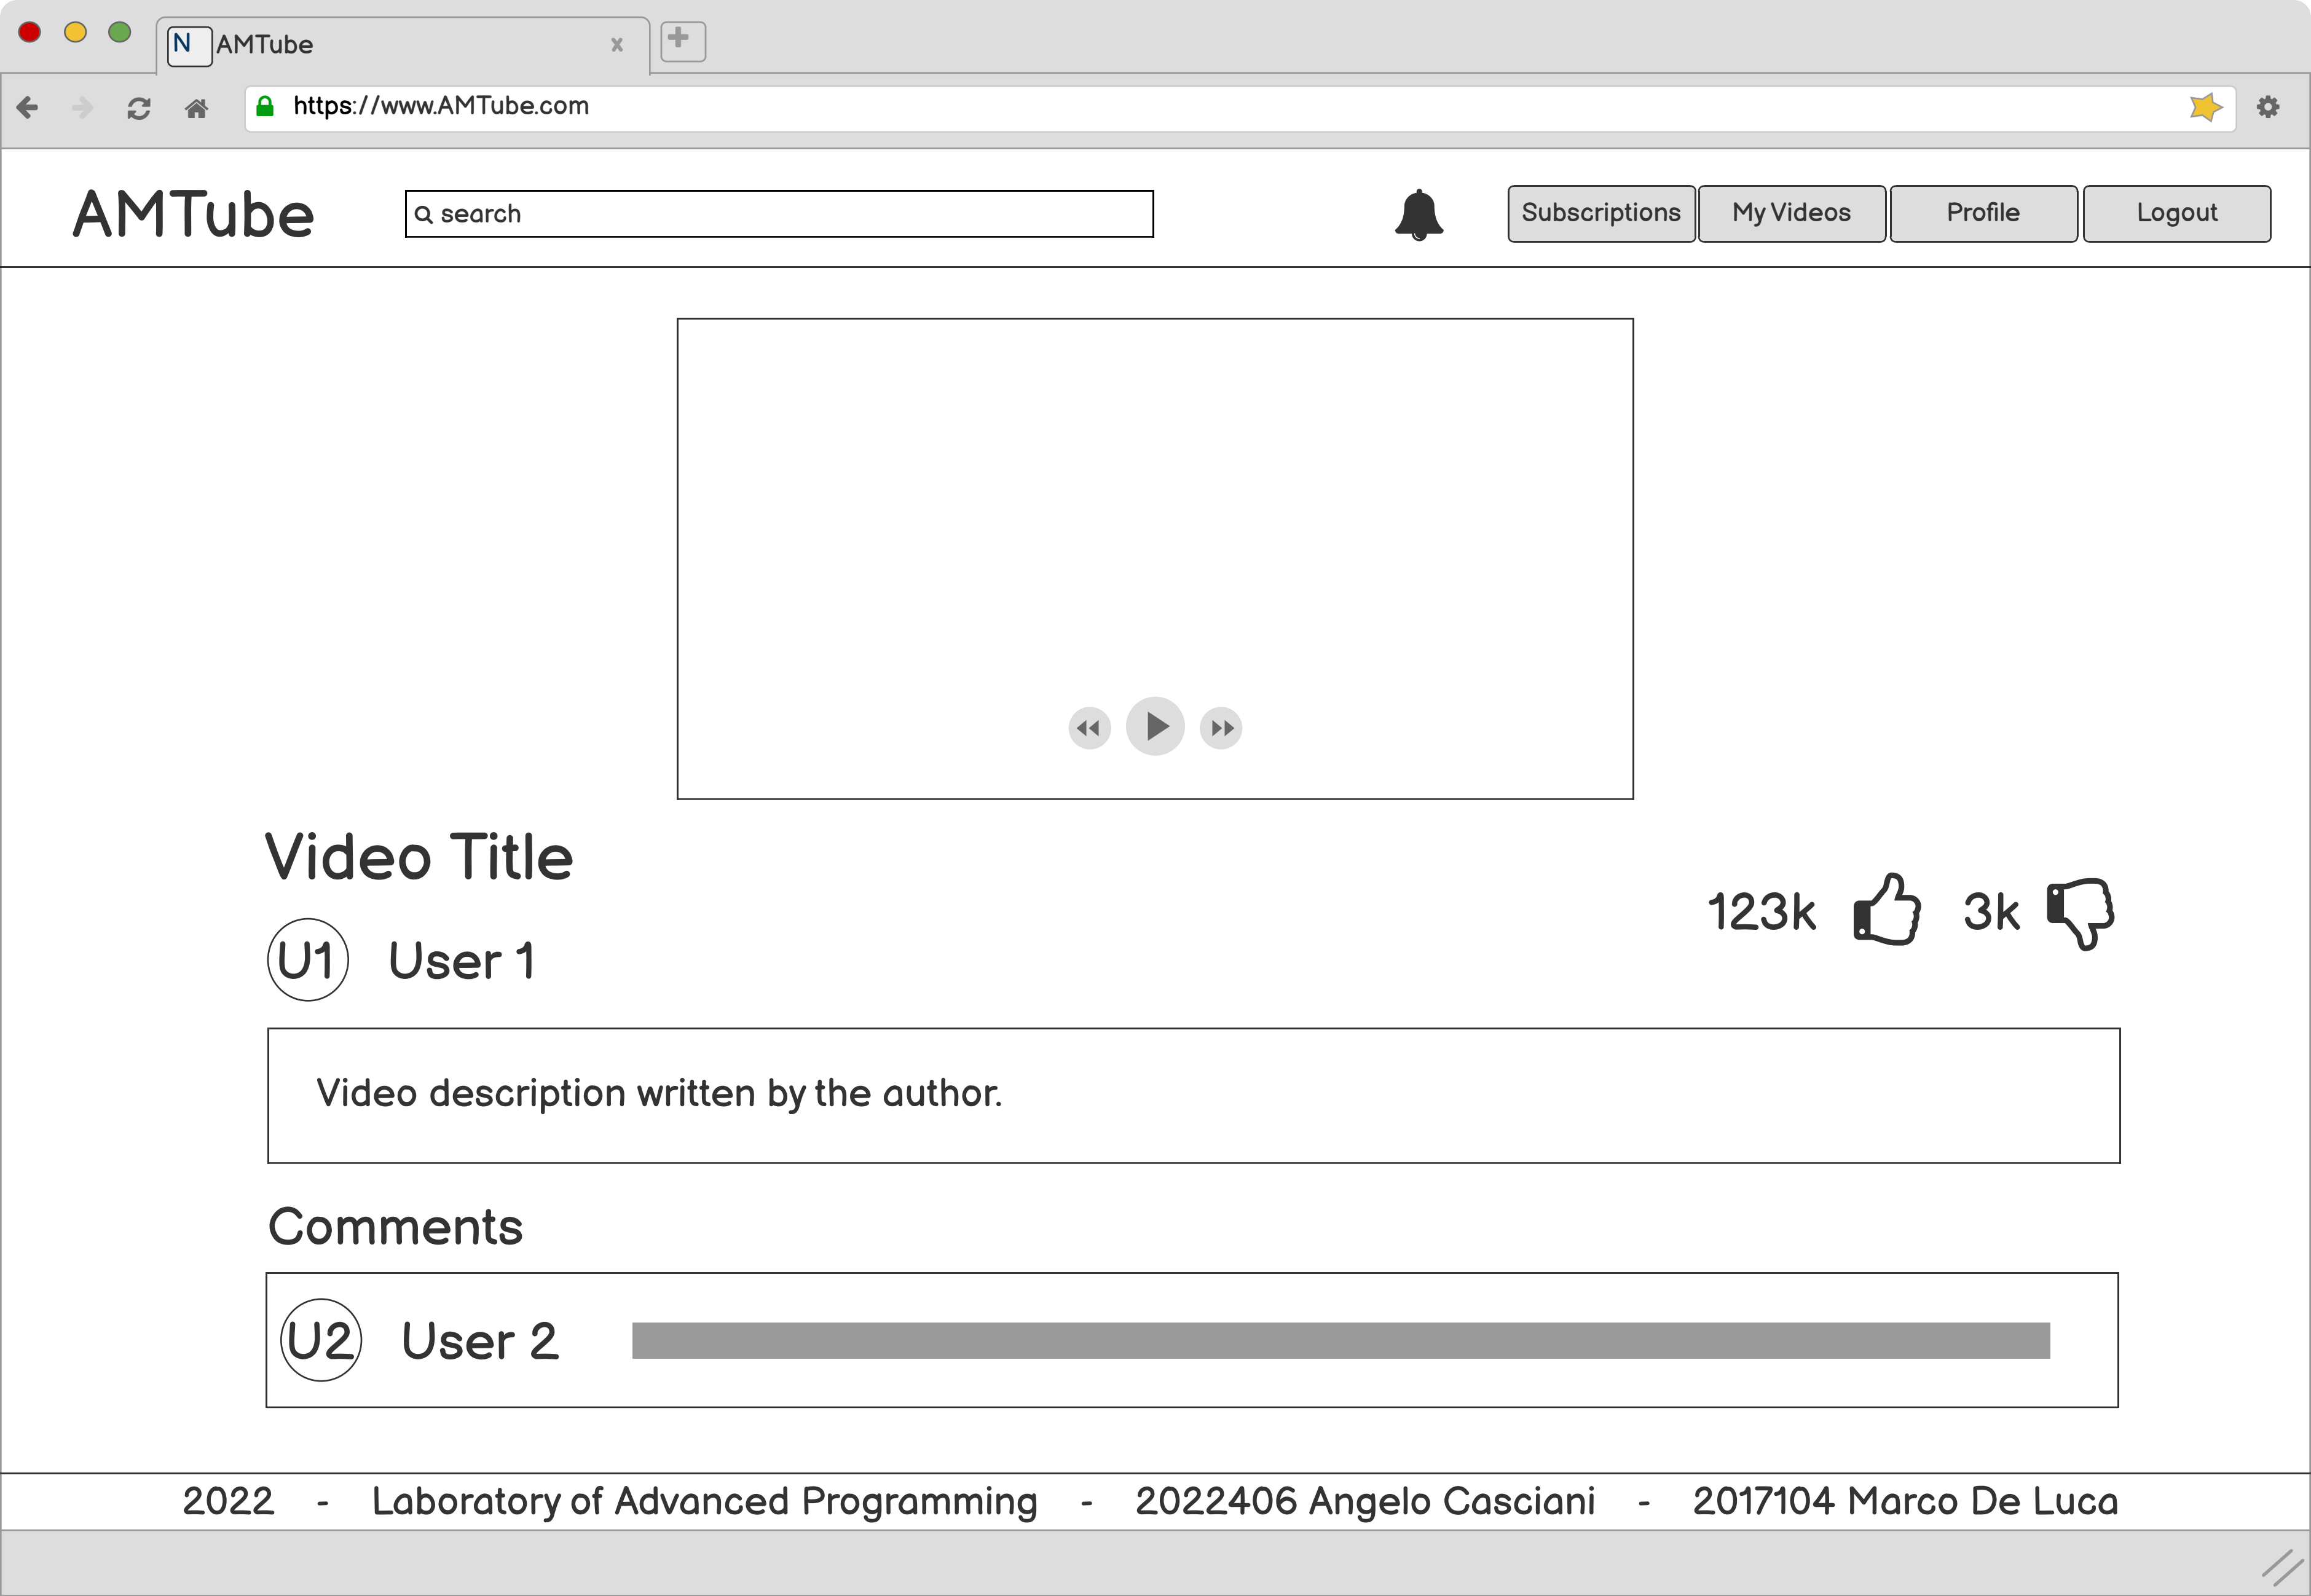 N AMTube x
https://www.AMTube.com
AMTube search Subscriptions My Videos Profile Logout
Video Title
123k 3k
U1 User 1
Video description written by the author.
Comments
U2 User 2
2022 - Laboratory of Advanced Programming - 2022406 Angelo Casciani - 2017104 Marco De Luca